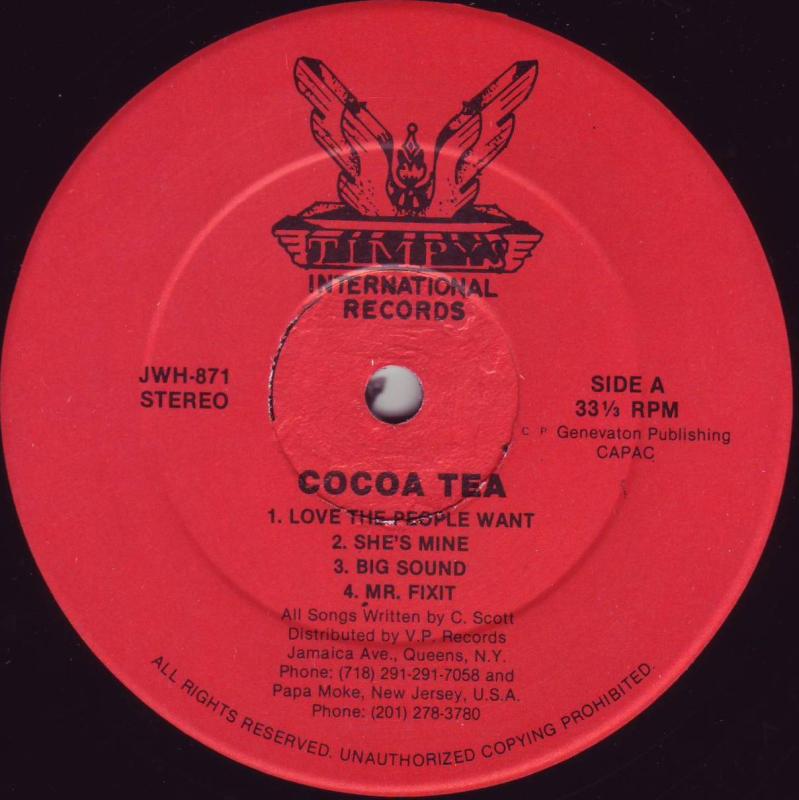 TIMPYS
INTERNATIONAL
RECORDS
JWH-871
STEREO
SIDE A
33⅓ RPM
C P Genevaton Publishing
CAPAC
COCOA TEA
1. LOVE THE PEOPLE WANT
2. SHE'S MINE
3. BIG SOUND
4. MR. FIXIT
All Songs Written by C. Scott
Distributed by V.P. Records
Jamaica Ave., Queens, N.Y.
Phone: (718) 291-291-7058 and
Papa Moke, New Jersey, U.S.A.
Phone: (201) 278-3780
ALL RIGHTS RESERVED. UNAUTHORIZED COPYING PROHIBITED.